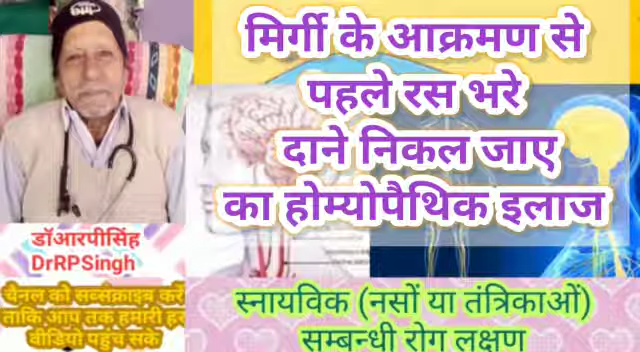 मिर्गी के आक्रमण से
पहले रस भरे
दाने निकल जाए
का होम्योपैथिक इलाज
डॉआरपीसिंह
DrRPSingh
चैनल को सब्सक्राइब करें
ताकि आप तक हमारी हर
वीडियो पहुंच सके
स्नायविक (नसों या तंत्रिकाओं)
सम्बन्धी रोग लक्षण